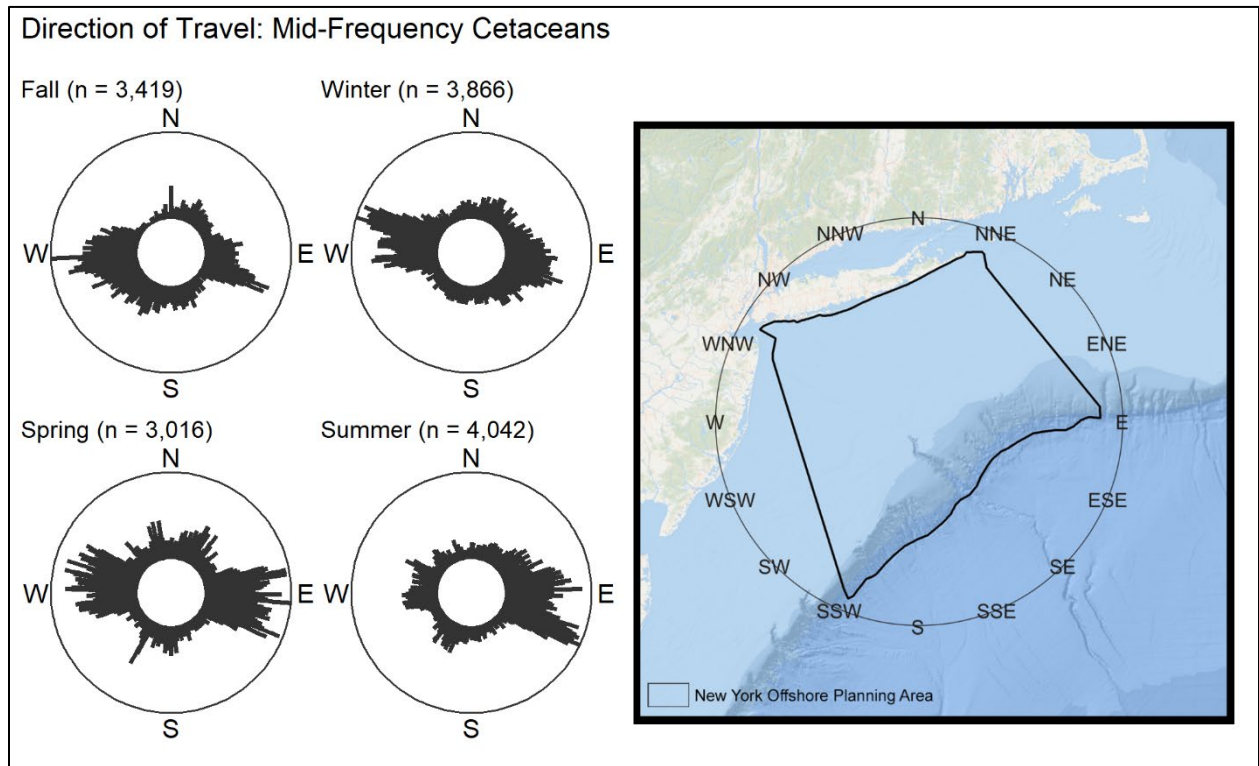 Direction of Travel: Mid-Frequency Cetaceans
Fall (n = 3,419)
N
W
E
S
Winter (n = 3,866)
N
W
E
S
Spring (n = 3,016)
N
W
E
S
Summer (n = 4,042)
N
W
E
S
N
NNW
NNE
NW
NE
WNW
ENE
W
E
WSW
ESE
SW
SE
SSW
SSE
S
New York Offshore Planning Area